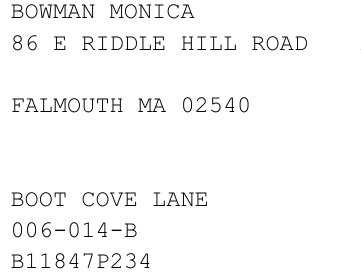 BOWMAN MONICA
86 E RIDDLE HILL ROAD
FALMOUTH MA 02540
BOOT COVE LANE
006-014-B
B11847P234